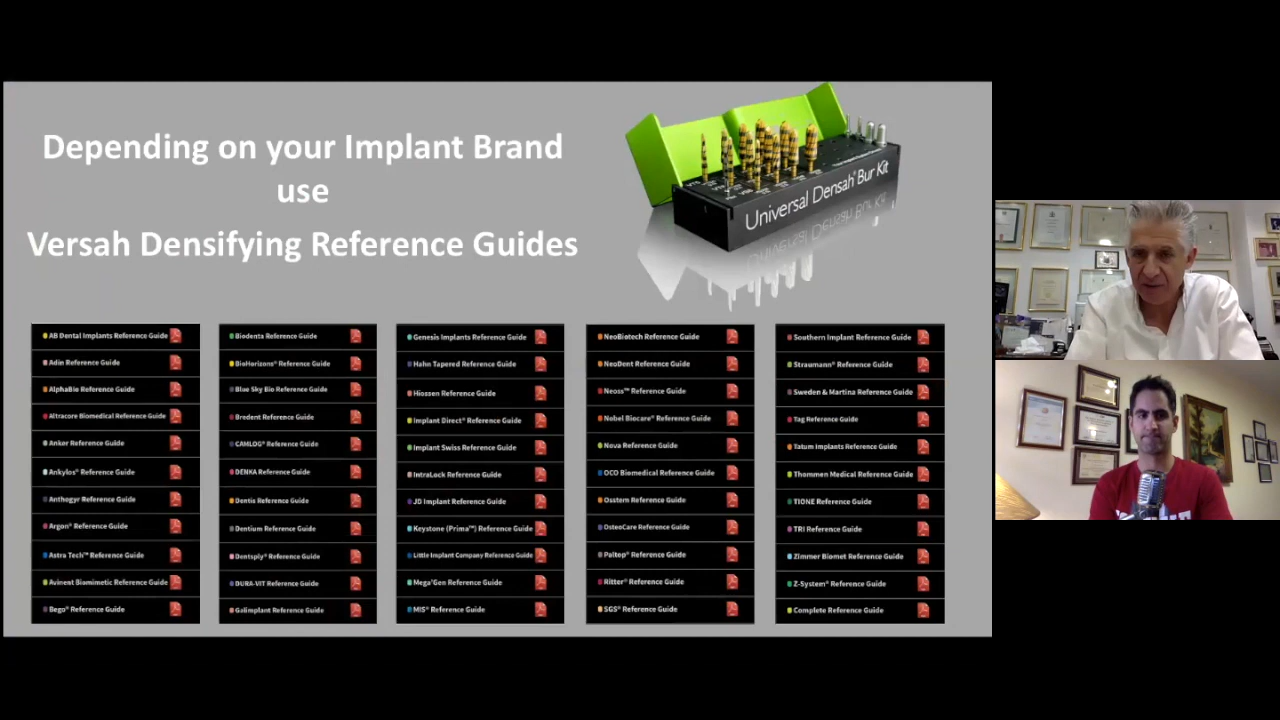 Depending on your Implant Brand
use
Versah Densifying Reference Guides
Universal Densah® Bur Kit
AB Dental Implants Reference Guide
Adin Reference Guide
AlphaBio Reference Guide
Altracore Biomedical Reference Guide
Anker Reference Guide
Ankylos® Reference Guide
Anthogyr Reference Guide
Argon® Reference Guide
Astra Tech™ Reference Guide
Avinent Biomimetic Reference Guide
Bego® Reference Guide
Biodenta Reference Guide
BioHorizons® Reference Guide
Blue Sky Bio Reference Guide
Bredent Reference Guide
CAMLOG® Reference Guide
DENKA Reference Guide
Dentis Reference Guide
Dentium Reference Guide
Dentsply® Reference Guide
DURA-VIT Reference Guide
Galimplant Reference Guide
Genesis Implants Reference Guide
Hahn Tapered Reference Guide
Hiossen Reference Guide
Implant Direct® Reference Guide
Implant Swiss Reference Guide
IntraLock Reference Guide
JD Implant Reference Guide
Keystone (Prima™) Reference Guide
Little Implant Company Reference Guide
Mega'Gen Reference Guide
MIS® Reference Guide
NeoBiotech Reference Guide
NeoDent Reference Guide
Neoss™ Reference Guide
Nobel Biocare® Reference Guide
Nova Reference Guide
OCO Biomedical Reference Guide
Osstem Reference Guide
OsteoCare Reference Guide
Paltop® Reference Guide
Ritter® Reference Guide
SGS® Reference Guide
Southern Implant Reference Guide
Straumann® Reference Guide
Sweden & Martina Reference Guide
Tag Reference Guide
Tatum Implants Reference Guide
Thommen Medical Reference Guide
TIONE Reference Guide
TRI Reference Guide
Zimmer Biomet Reference Guide
Z-System® Reference Guide
Complete Reference Guide